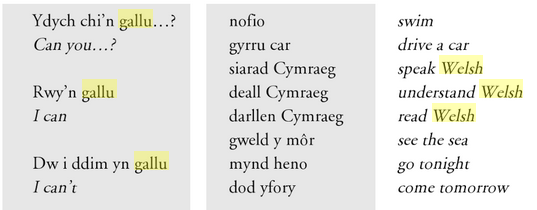 Ydych chi'n gallu…?
Can you…?
Rwy'n gallu
I can
Dw i ddim yn gallu
I can't
nofio
gyrru car
siarad Cymraeg
deall Cymraeg
darllen Cymraeg
gweld y môr
mynd heno
dod yfory
swim
drive a car
speak Welsh
understand Welsh
read Welsh
see the sea
go tonight
come tomorrow